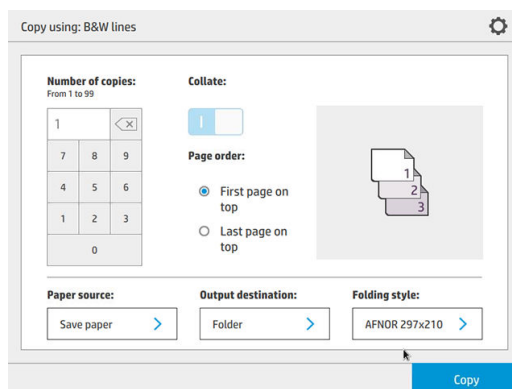 Copy using: B&W lines
Number of copies:
From 1 to 99
1
7 8 9
4 5 6
1 2 3
0
Collate:
Page order:
First page on
top
Last page on
top
1
2
3
Paper source:
Save paper
Output destination:
Folder
Folding style:
AFNOR 297x210
Copy